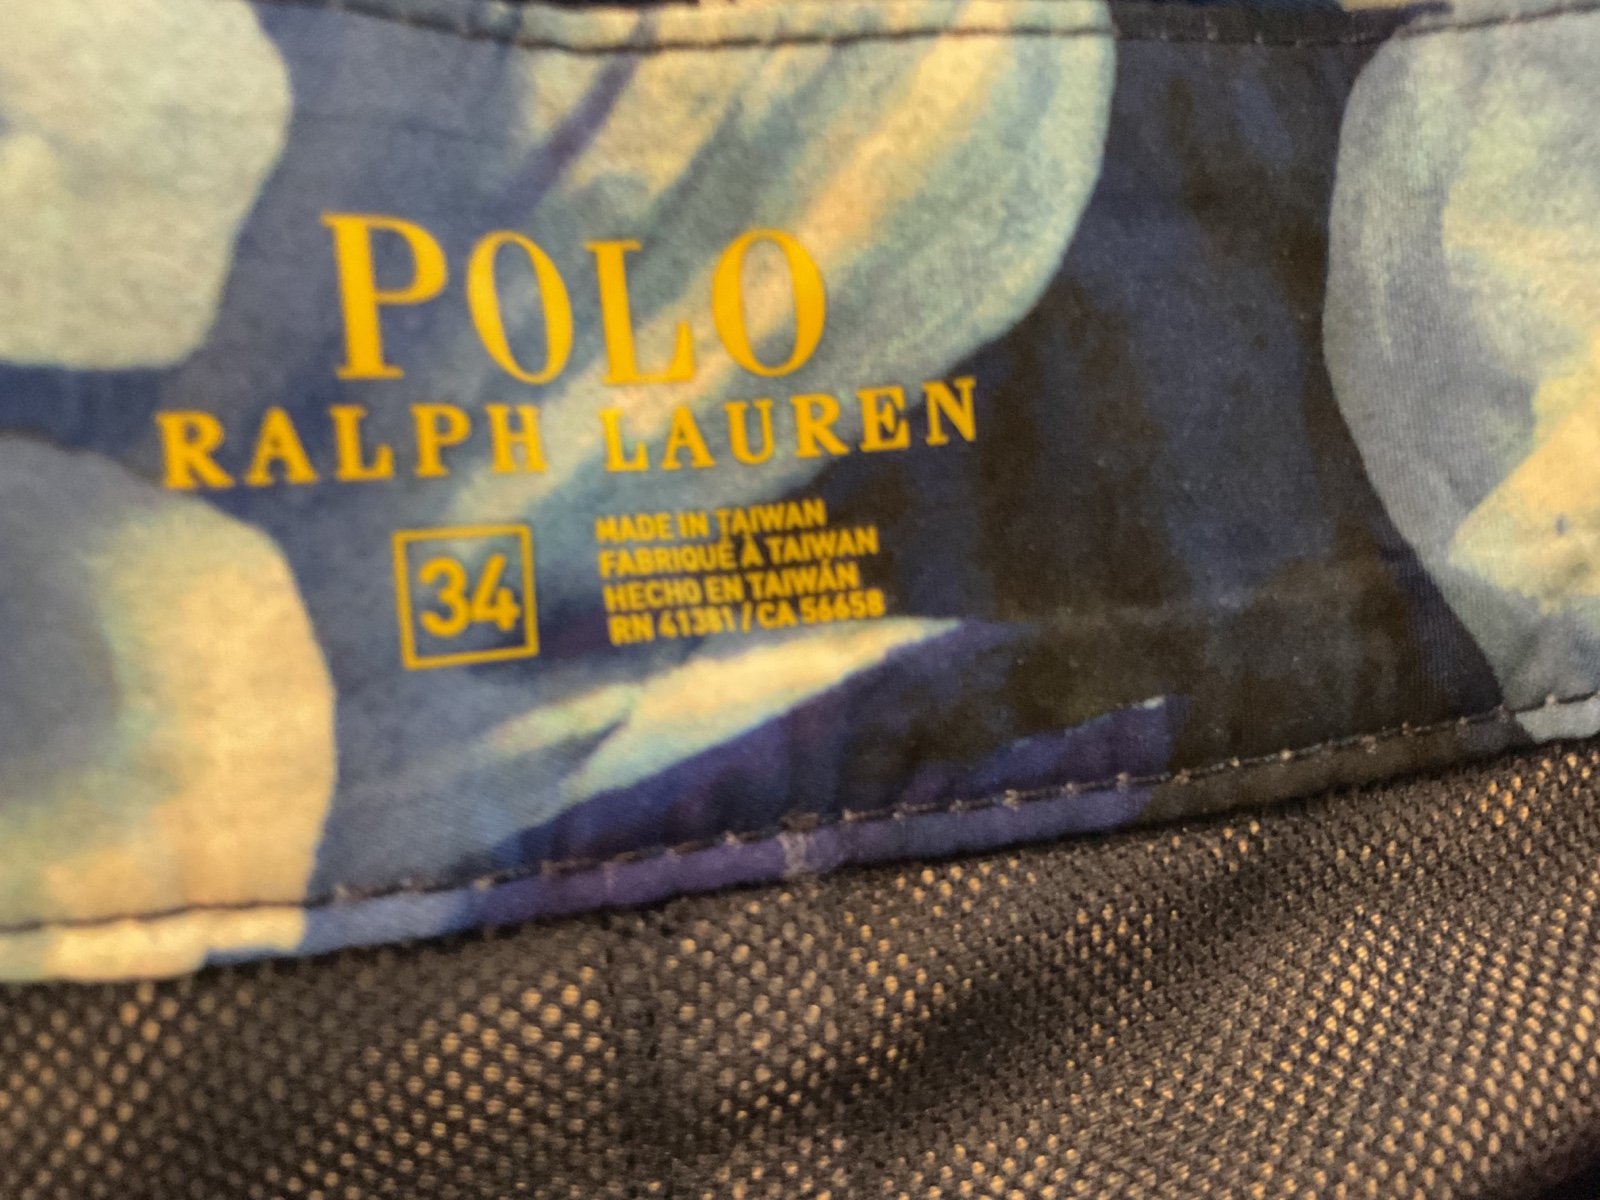 POLO
RALPH LAUREN
34
MADE IN TAIWAN
FABRIQUÉ À TAIWAN
HECHO EN TAIWÁN
RN 41381 / CA 56658